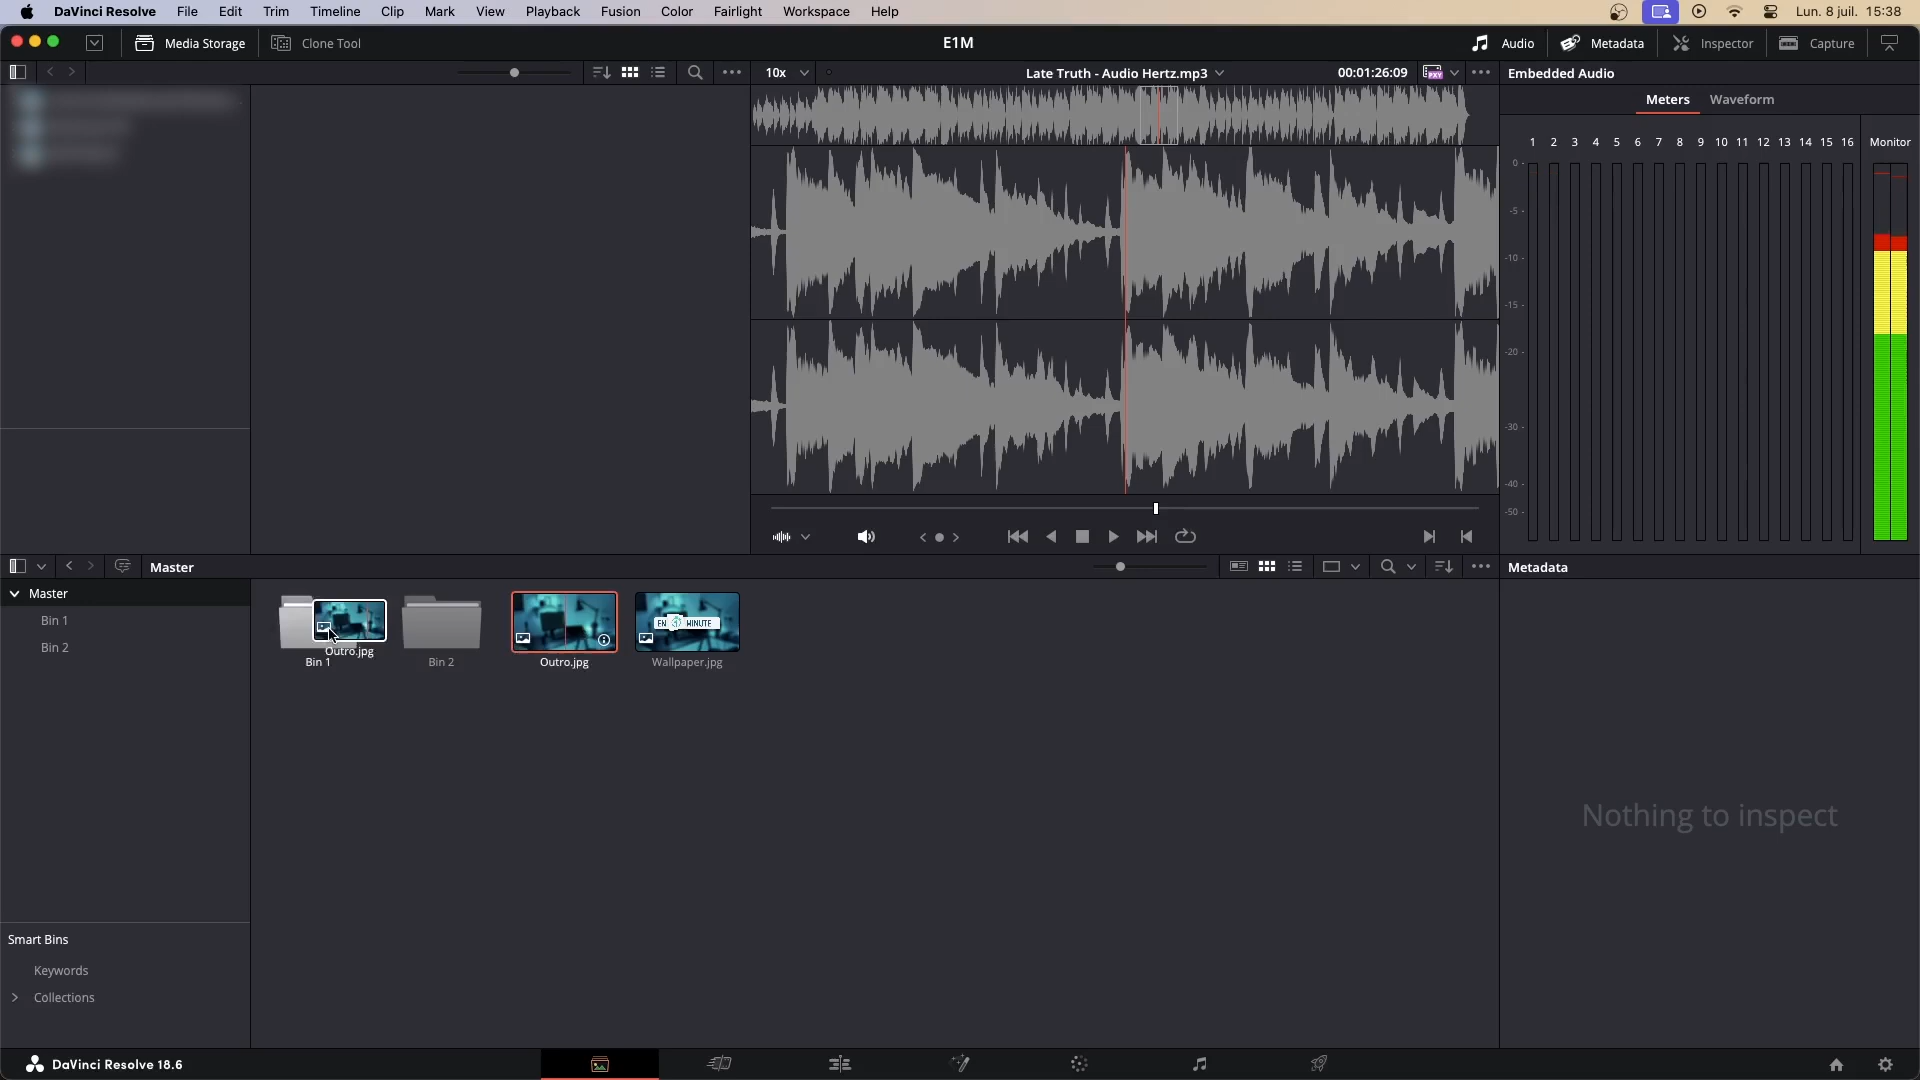 DaVinci Resolve File Edit Trim Timeline Clip Mark View Playback Fusion Color Fairlight Workspace Help Lun. 8 juil. 15:38
Media Storage Clone Tool E1M Audio Metadata Inspector Capture
10x Late Truth - Audio Hertz.mp3 00:01:26:09 PXY Embedded Audio
Meters Waveform
1 2 3 4 5 6 7 8 9 10 11 12 13 14 15 16 Monitor
0 -
-5 -
-10 -
-15 -
-20 -
-30 -
-40 -
-50 -
Master Metadata
Master
Bin 1
Bin 2
Outro.jpg
Bin 1 Bin 2 Outro.jpg Wallpaper.jpg
EN 1 MINUTE
Nothing to inspect
Smart Bins
Keywords
Collections
DaVinci Resolve 18.6